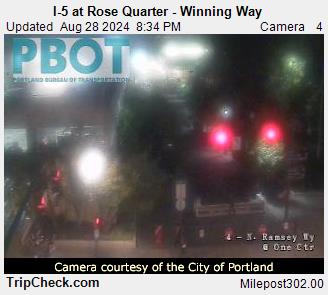 I-5 at Rose Quarter - Winning Way
Updated Aug 28 2024 8:34 PM Camera 4
PBOT
PORTLAND BUREAU OF TRANSPORTATION
4 - N. Ramsey Wy
@ One Ctr
Camera courtesy of the City of Portland
TripCheck.com Milepost302.00